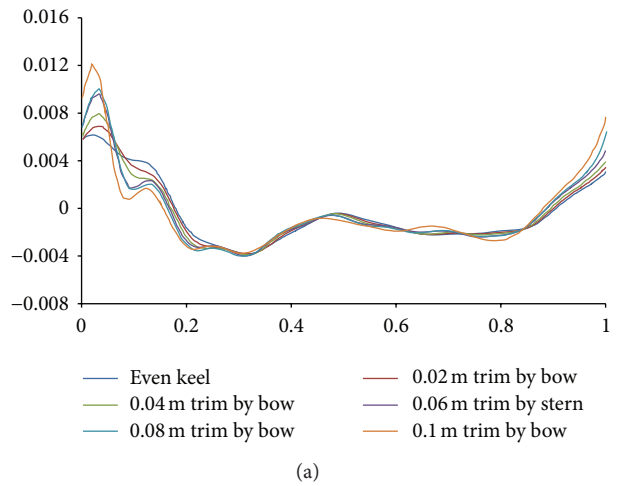 0.016
0.012
0.008
0.004
0
−0.004
−0.008
0 0.2 0.4 0.6 0.8 1
Even keel 0.02 m trim by bow
0.04 m trim by bow 0.06 m trim by stern
0.08 m trim by bow 0.1 m trim by bow
(a)